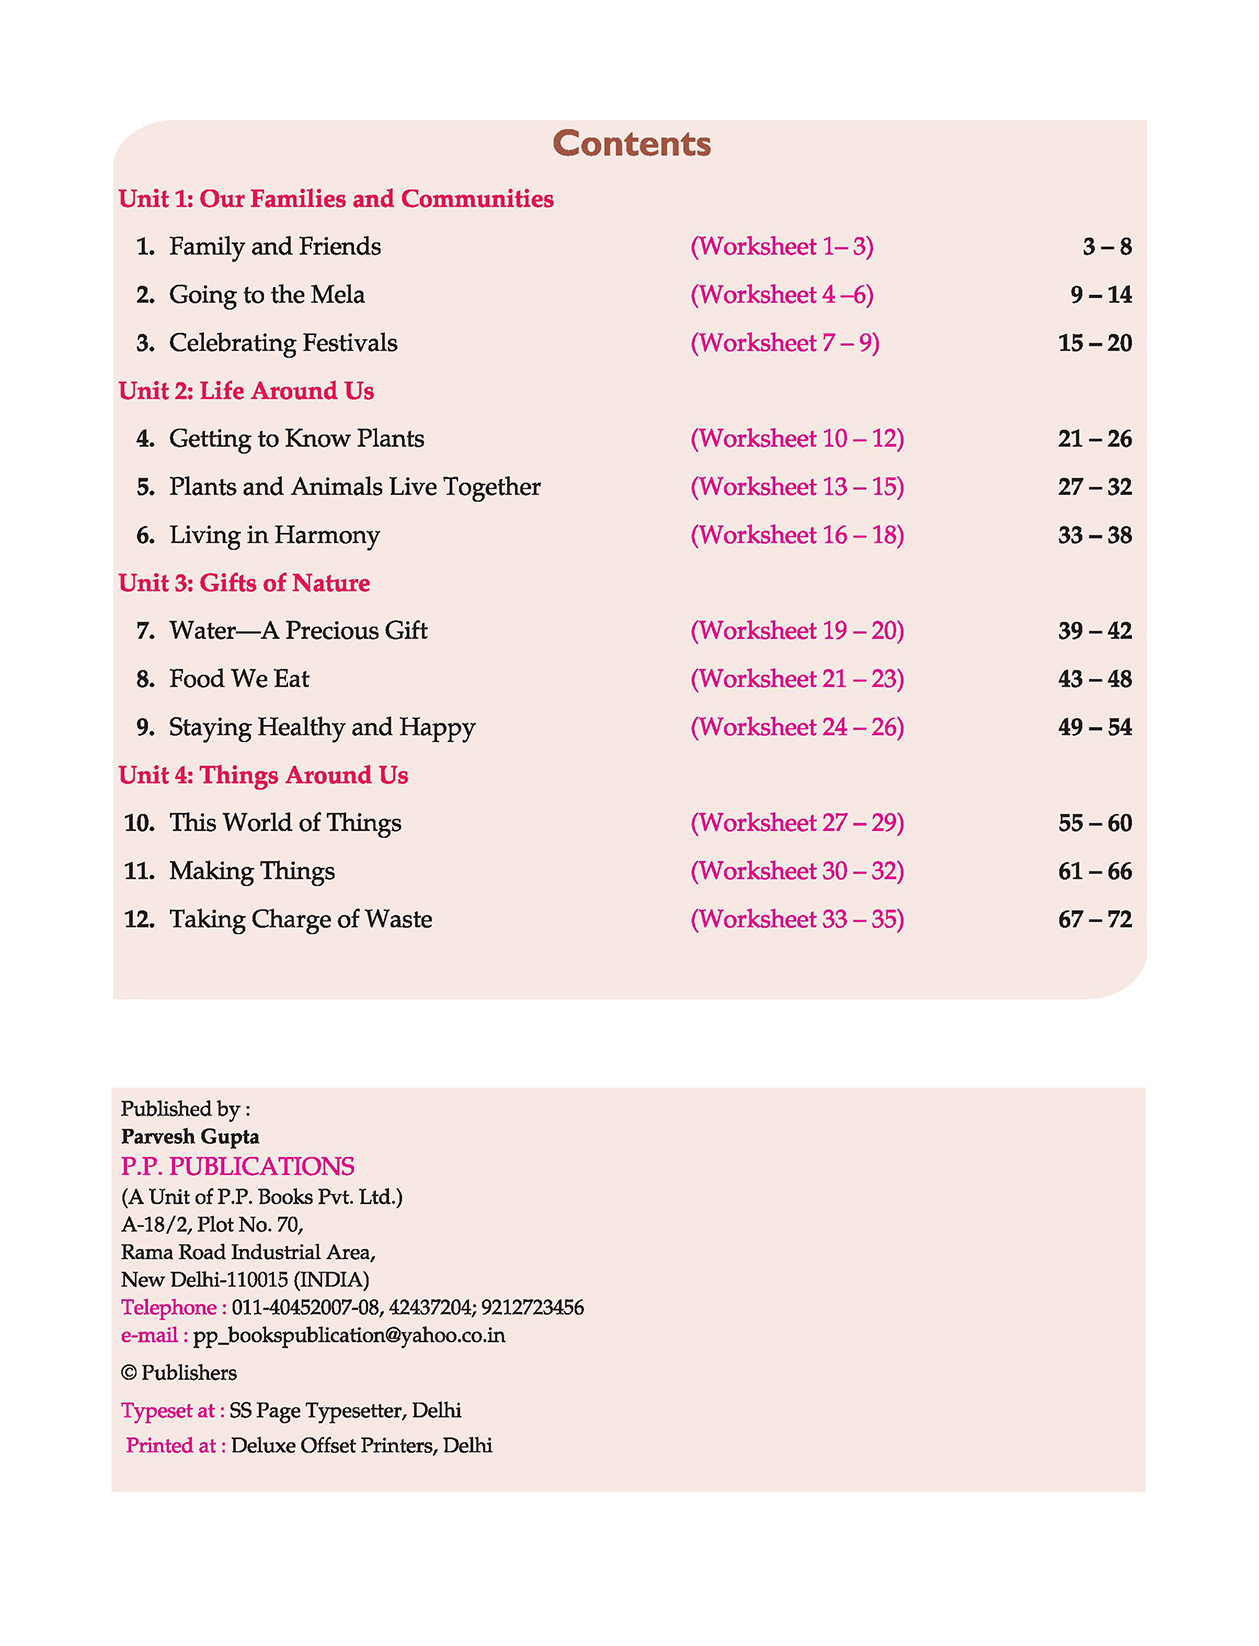 Contents
Unit 1: Our Families and Communities
1. Family and Friends (Worksheet 1– 3) 3 – 8
2. Going to the Mela (Worksheet 4 –6) 9 – 14
3. Celebrating Festivals (Worksheet 7 – 9) 15 – 20
Unit 2: Life Around Us
4. Getting to Know Plants (Worksheet 10 – 12) 21 – 26
5. Plants and Animals Live Together (Worksheet 13 – 15) 27 – 32
6. Living in Harmony (Worksheet 16 – 18) 33 – 38
Unit 3: Gifts of Nature
7. Water—A Precious Gift (Worksheet 19 – 20) 39 – 42
8. Food We Eat (Worksheet 21 – 23) 43 – 48
9. Staying Healthy and Happy (Worksheet 24 – 26) 49 – 54
Unit 4: Things Around Us
10. This World of Things (Worksheet 27 – 29) 55 – 60
11. Making Things (Worksheet 30 – 32) 61 – 66
12. Taking Charge of Waste (Worksheet 33 – 35) 67 – 72
Published by :
Parvesh Gupta
P.P. PUBLICATIONS
(A Unit of P.P. Books Pvt. Ltd.)
A-18/2, Plot No. 70,
Rama Road Industrial Area,
New Delhi-110015 (INDIA)
Telephone : 011-40452007-08, 42437204; 9212723456
e-mail : pp_bookspublication@yahoo.co.in
© Publishers
Typeset at : SS Page Typesetter, Delhi
Printed at : Deluxe Offset Printers, Delhi